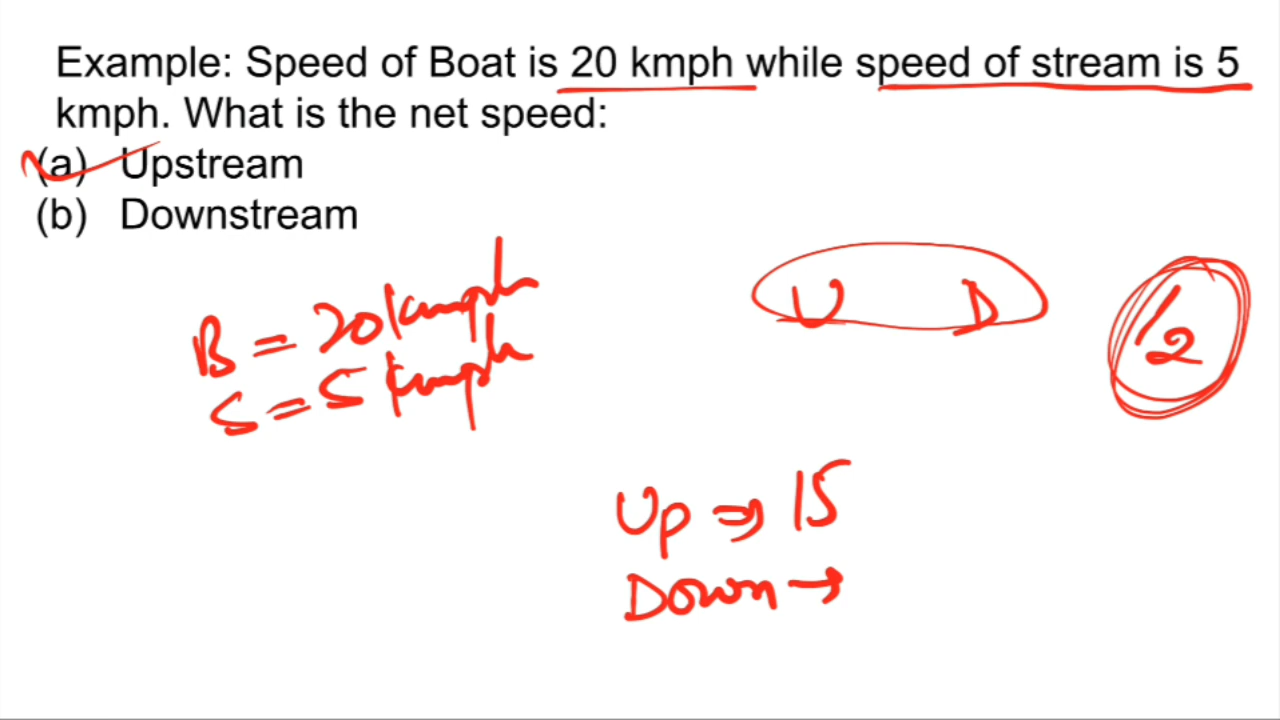 Example: Speed of Boat is 20 kmph while speed of stream is 5
kmph. What is the net speed:
(a) Upstream
(b) Downstream
B = 20 kmph
S = 5 kmph
U D
/2
Up ⇒ 15
Down →